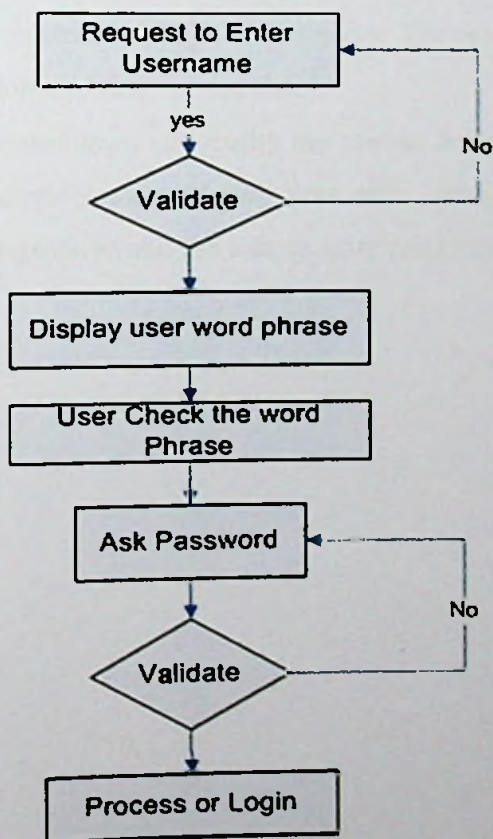 Request to Enter
Username
yes
No
Validate
Display user word phrase
User Check the word
Phrase
Ask Password
No
Validate
Process or Login